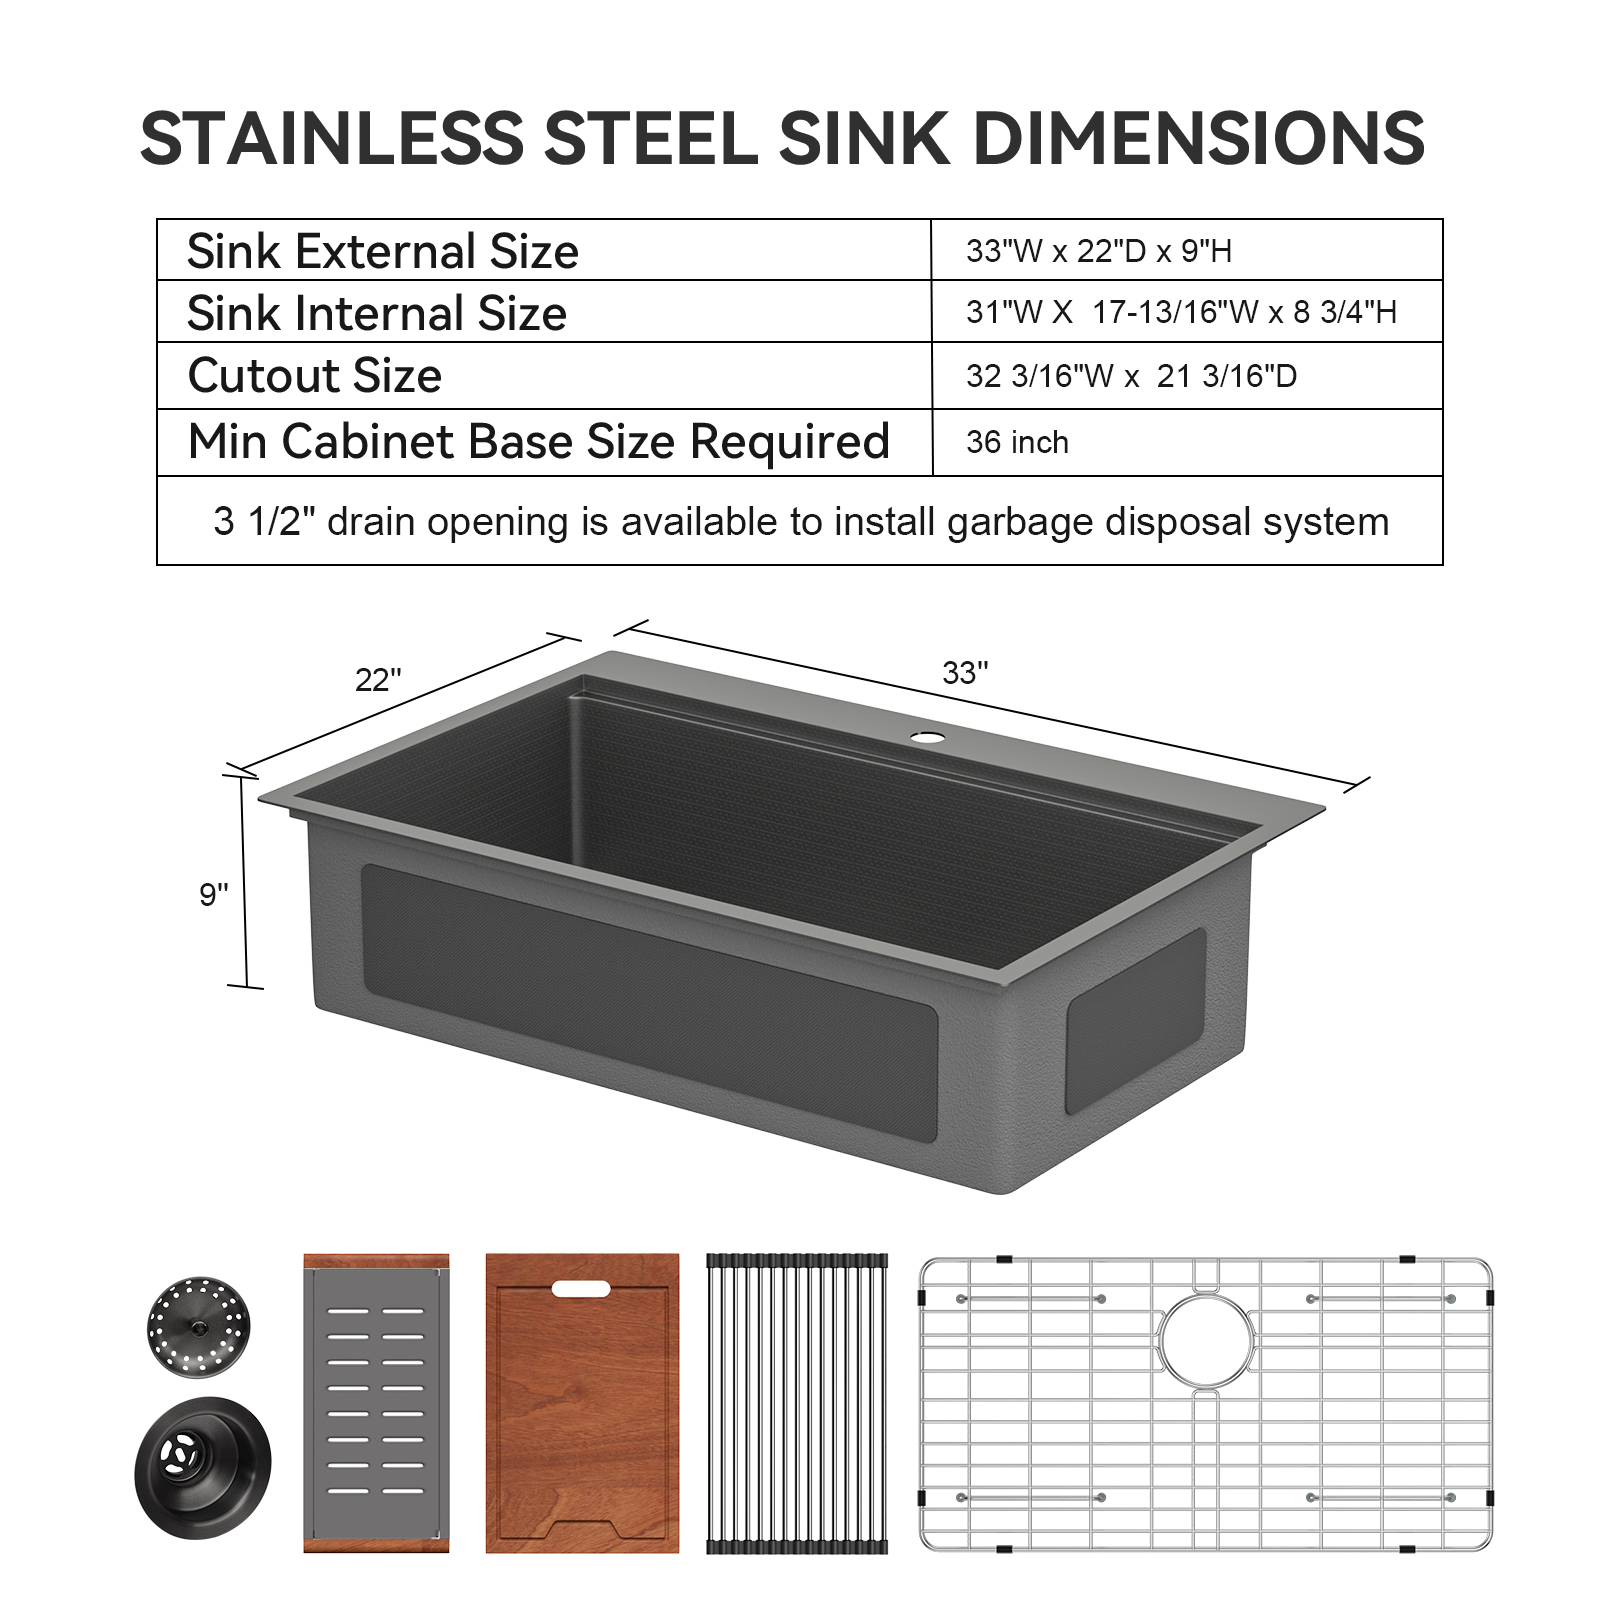 STAINLESS STEEL SINK DIMENSIONS
Sink External Size 33"W x 22"D x 9"H
Sink Internal Size 31"W X  17-13/16"W x 8 3/4"H
Cutout Size 32 3/16"W x  21 3/16"D
Min Cabinet Base Size Required 36 inch
3 1/2" drain opening is available to install garbage disposal system
22"
33"
9"